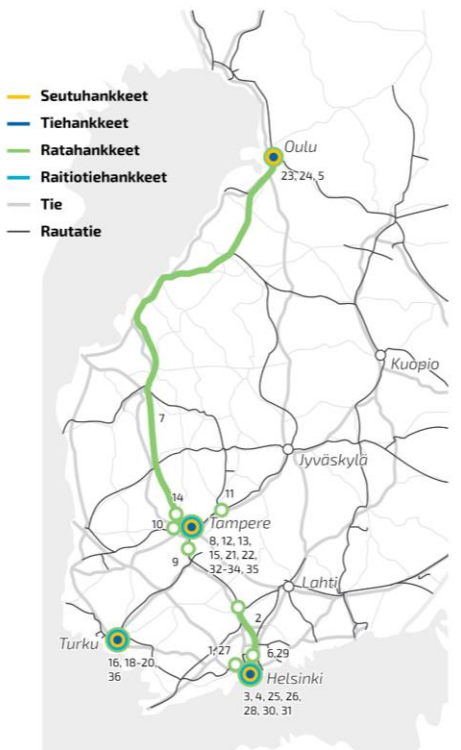 Seutuhankkeet
Tiehankkeet
Ratahankkeet
Raitiotiehankkeet
Tie
Rautatie
Oulu
23, 24, 5
Kuopio
7
Jyväskylä
14
11
10
Tampere
8, 12, 13,
15, 21, 22,
32-34, 35
9
Lahti
2
Turku
16, 18-20,
36
1, 27
6,29
Helsinki
3, 4, 25, 26,
28, 30, 31